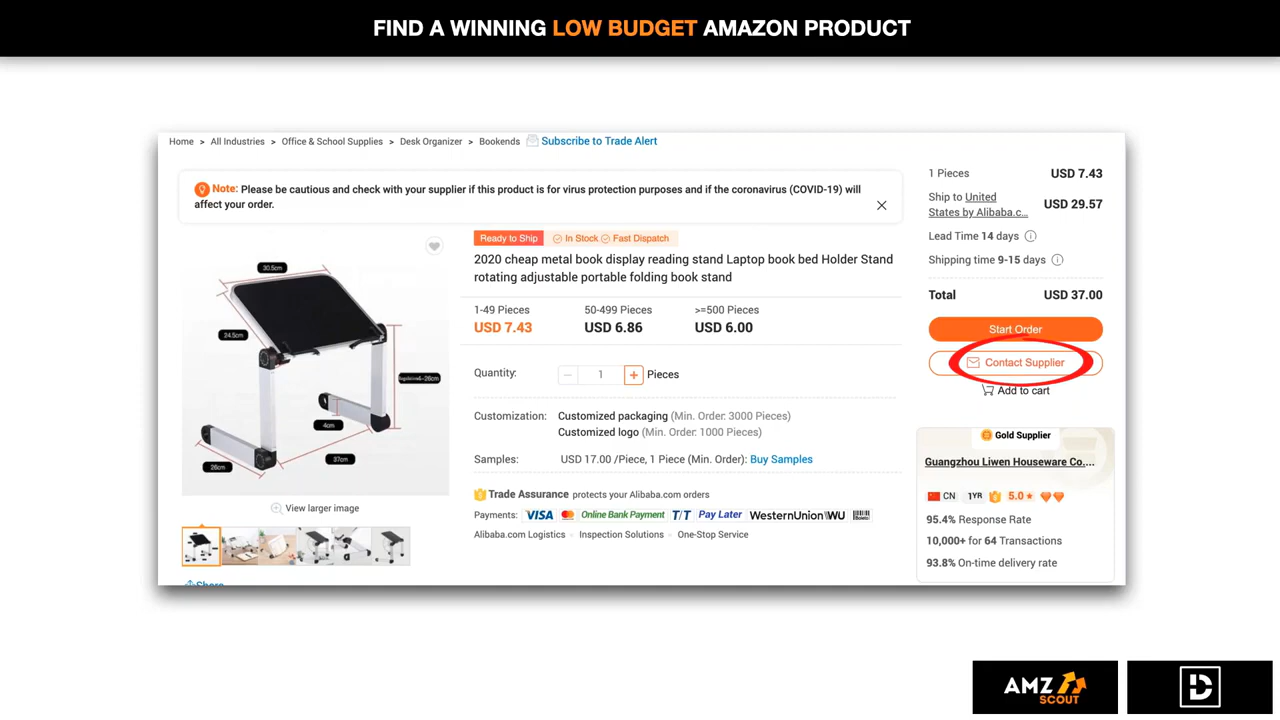 FIND A WINNING LOW BUDGET AMAZON PRODUCT
Home > All Industries > Office & School Supplies > Desk Organizer > Bookends Subscribe to Trade Alert
Note: Please be cautious and check with your supplier if this product is for virus protection purposes and if the coronavirus (COVID-19) will
affect your order.
30.5cm
24.5cm
4cm
37cm
26cm
View larger image
Share
Ready to Ship In Stock Fast Dispatch
2020 cheap metal book display reading stand Laptop book bed Holder Stand
rotating adjustable portable folding book stand
1-49 Pieces 50-499 Pieces >=500 Pieces
USD 7.43 USD 6.86 USD 6.00
Quantity: − 1 + Pieces
Customization: Customized packaging (Min. Order: 3000 Pieces)
Customized logo (Min. Order: 1000 Pieces)
Samples: USD 17.00 /Piece, 1 Piece (Min. Order): Buy Samples
Trade Assurance protects your Alibaba.com orders
Payments: VISA Online Bank Payment T/T Pay Later WesternUnion WU
Alibaba.com Logistics Inspection Solutions One-Stop Service
1 Pieces USD 7.43
Ship to United
States by Alibaba.c... USD 29.57
Lead Time 14 days
Shipping time 9-15 days
Total USD 37.00
Start Order
Contact Supplier
Add to cart
Gold Supplier
Guangzhou Liwen Houseware Co....
CN 1YR 5.0
95.4% Response Rate
10,000+ for 64 Transactions
93.8% On-time delivery rate
AMZ
SCOUT
D